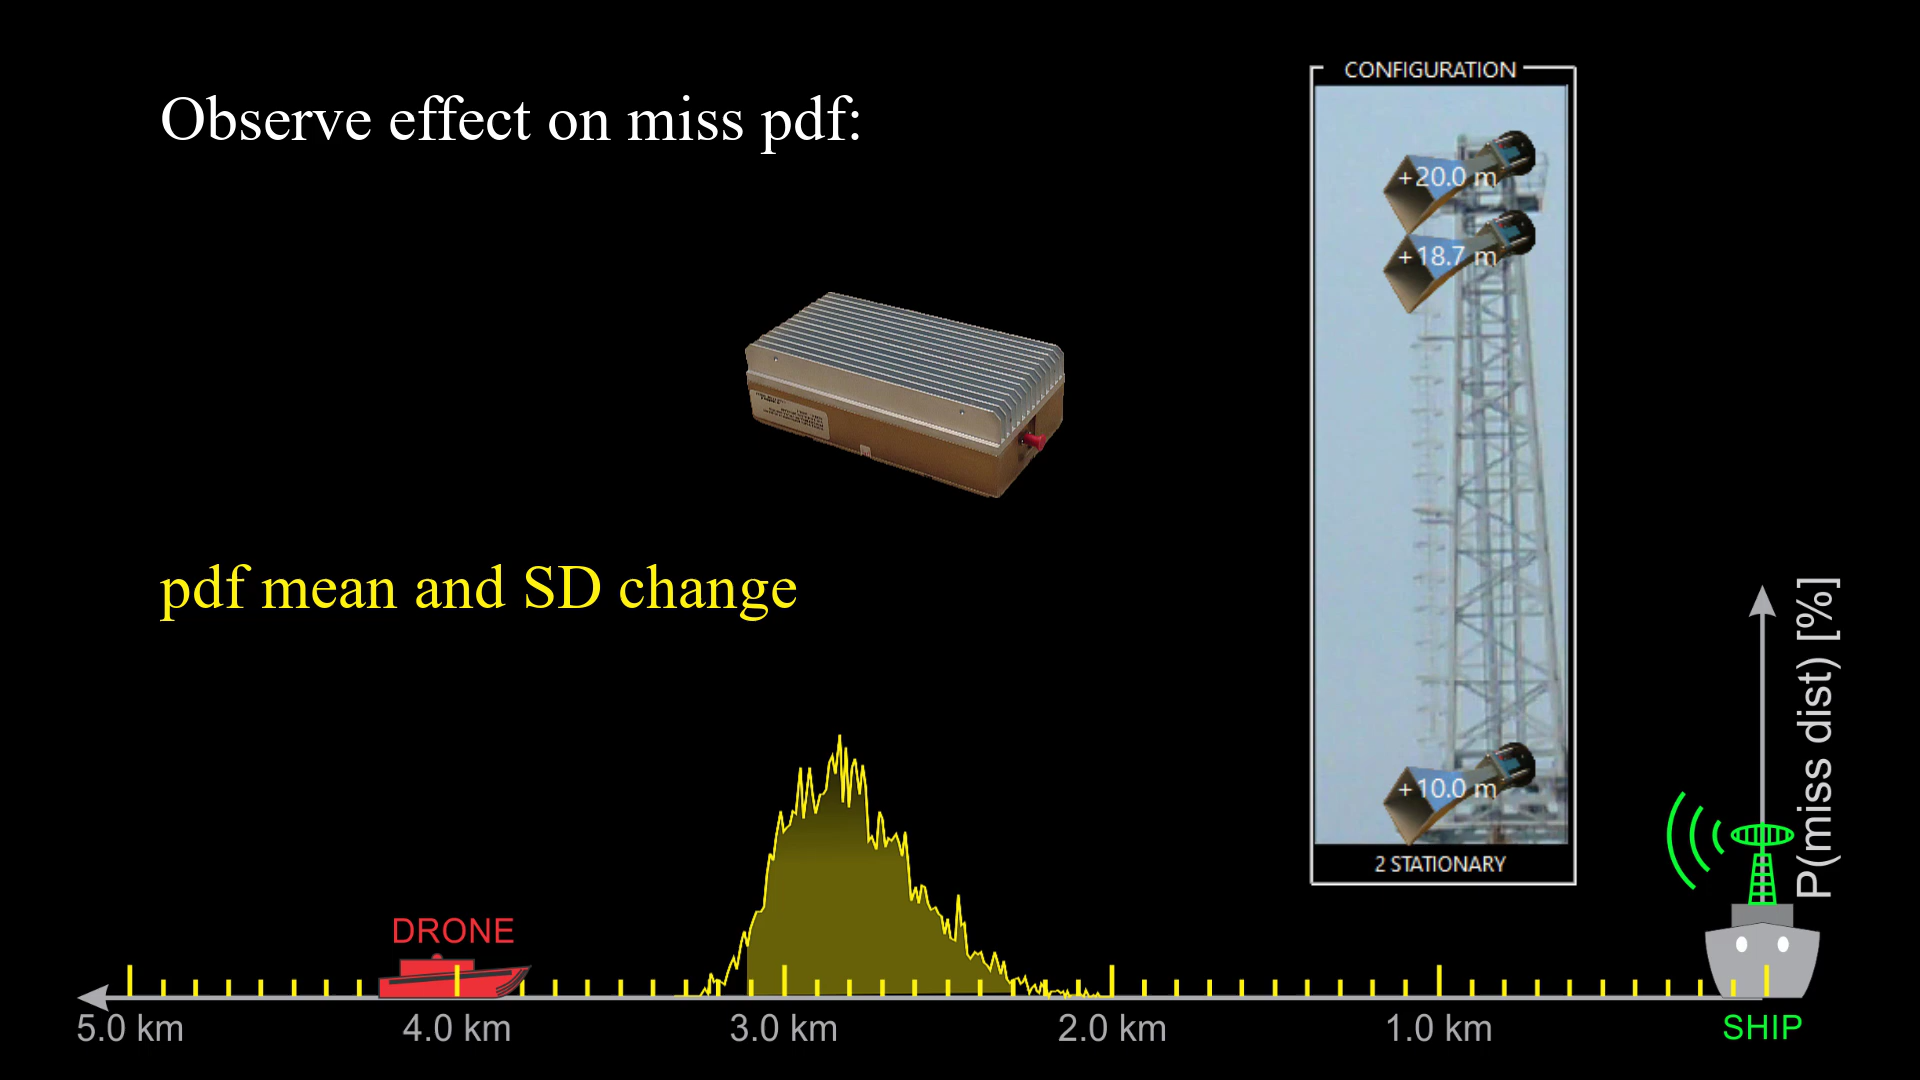 Observe effect on miss pdf:
CONFIGURATION
+20.0 m
+18.7 m
+10.0 m
2 STATIONARY
pdf mean and SD change
P(miss dist) [%]
DRONE
5.0 km
4.0 km
3.0 km
2.0 km
1.0 km
SHIP